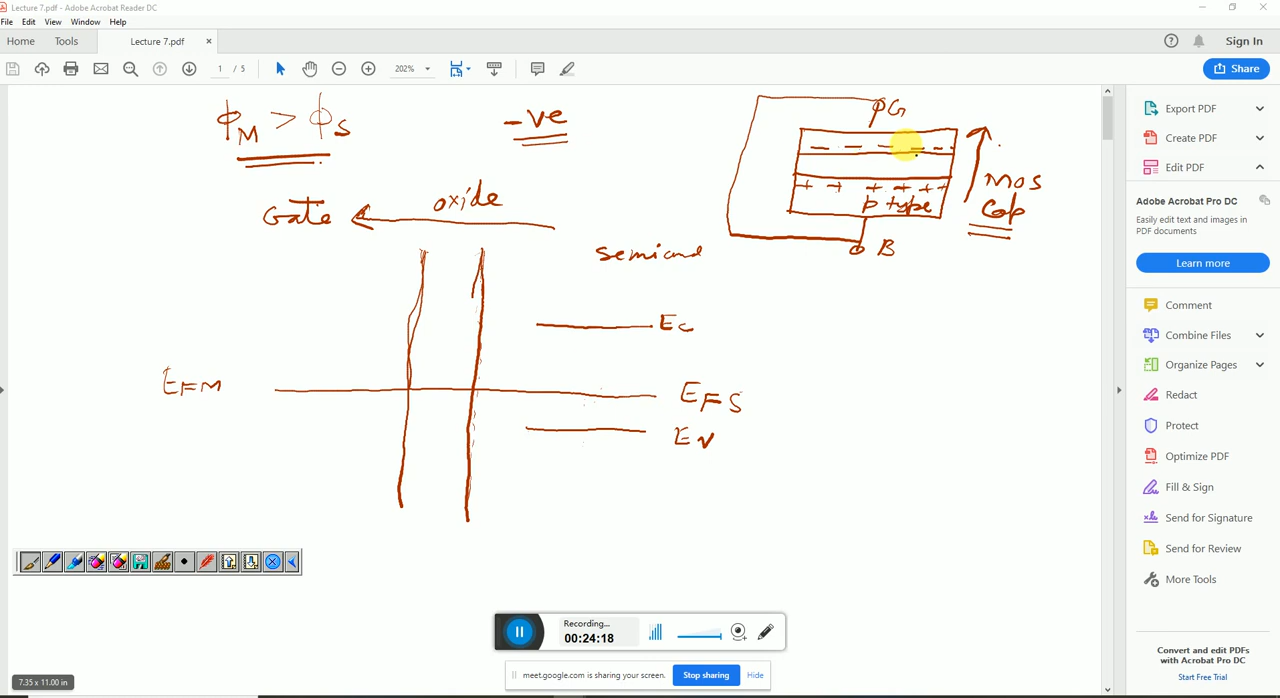 Lecture 7.pdf - Adobe Acrobat Reader DC
File Edit View Window Help
Home Tools Lecture 7.pdf × Sign In
1 / 5 202% Share
ϕM > ϕS
-ve
G
MOS
Cap
p type
B
Gate
oxide
semicond
EC
EFM
EFS
EV
Export PDF
Create PDF
Edit PDF
Adobe Acrobat Pro DC
Easily edit text and images in
PDF documents
Learn more
Comment
Combine Files
Organize Pages
Redact
Protect
Optimize PDF
Fill & Sign
Send for Signature
Send for Review
More Tools
Convert and edit PDFs
with Acrobat Pro DC
Start Free Trial
Recording...
00:24:18
meet.google.com is sharing your screen. Stop sharing Hide
7.35 x 11.00 in